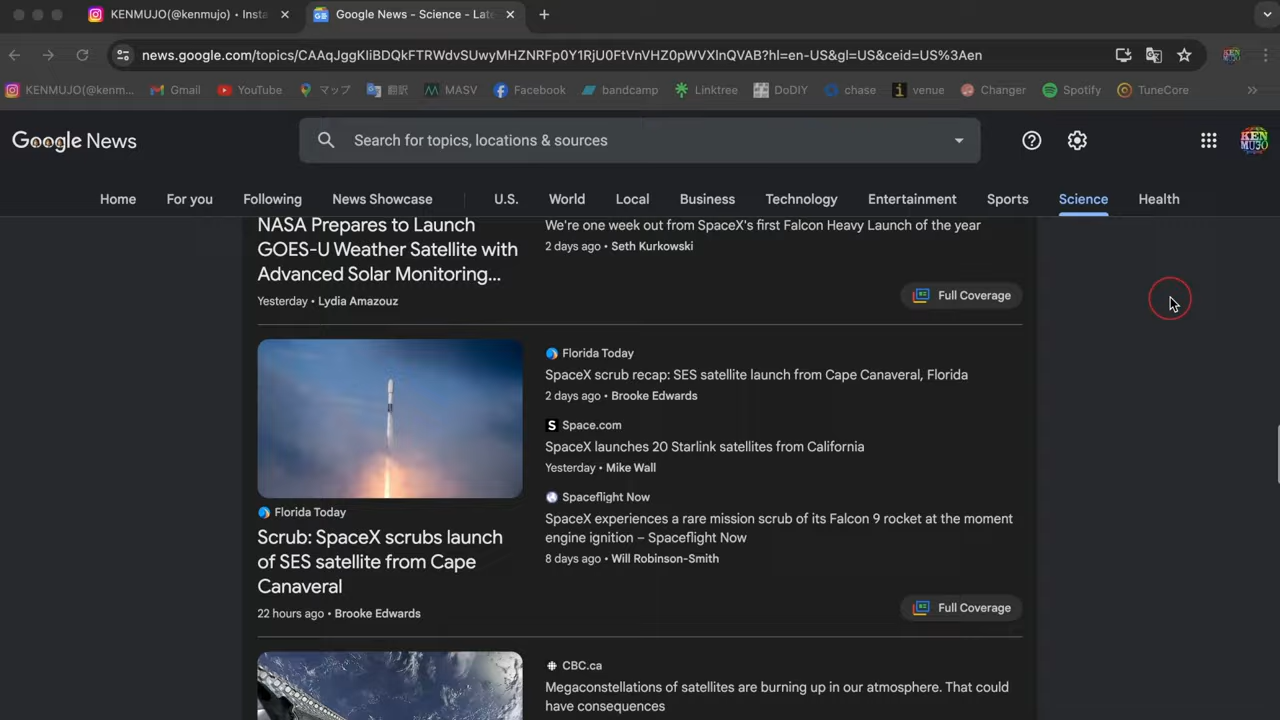 KENMUJO(@kenmujo) • Insta
Google News - Science - Late
news.google.com/topics/CAAqJggKIiBDQkFTRWdvSUwyMHZNRFp0Y1RjU0FtVnVHZ0pWVXlnQVAB?hl=en-US&gl=US&ceid=US%3Aen
KENMUJO(@kenm...
Gmail
YouTube
マップ
翻訳
MASV
Facebook
bandcamp
Linktree
DoDIY
chase
venue
Changer
Spotify
TuneCore
Google News
Search for topics, locations & sources
KEN
MUJO
Home
For you
Following
News Showcase
U.S.
World
Local
Business
Technology
Entertainment
Sports
Science
Health
NASA Prepares to Launch
GOES-U Weather Satellite with
Advanced Solar Monitoring...
Yesterday • Lydia Amazouz
We're one week out from SpaceX's first Falcon Heavy Launch of the year
2 days ago • Seth Kurkowski
Full Coverage
Florida Today
Scrub: SpaceX scrubs launch
of SES satellite from Cape
Canaveral
22 hours ago • Brooke Edwards
Florida Today
SpaceX scrub recap: SES satellite launch from Cape Canaveral, Florida
2 days ago • Brooke Edwards
Space.com
SpaceX launches 20 Starlink satellites from California
Yesterday • Mike Wall
Spaceflight Now
SpaceX experiences a rare mission scrub of its Falcon 9 rocket at the moment
engine ignition – Spaceflight Now
8 days ago • Will Robinson-Smith
Full Coverage
CBC.ca
Megaconstellations of satellites are burning up in our atmosphere. That could
have consequences